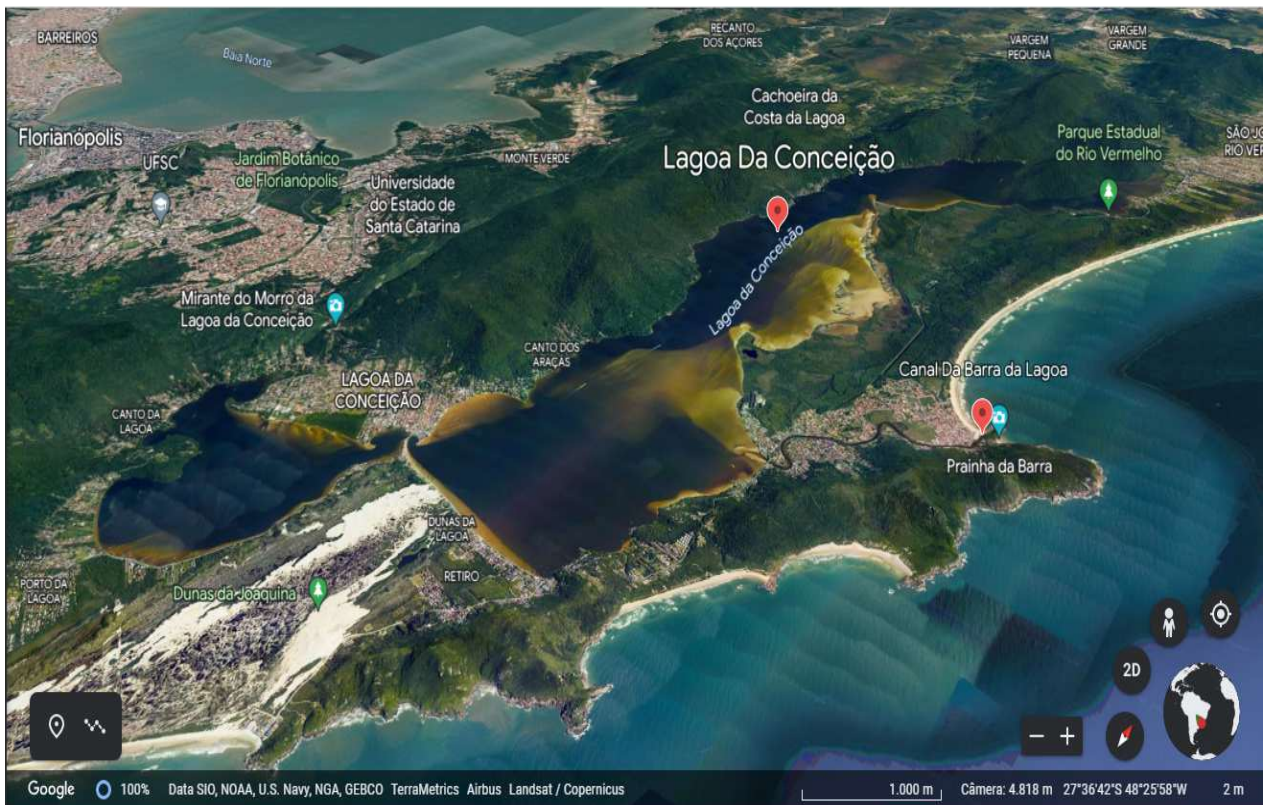 BARREIROS
Baía Norte
RECANTO
DOS AÇORES
VARGEM
PEQUENA
VARGEM
GRANDE
Cachoeira da
Costa da Lagoa
Florianópolis
UFSC
Jardim Botânico
de Florianópolis
MONTE VERDE
Lagoa Da Conceição
Parque Estadual
do Rio Vermelho
SÃO JO
RIO VER
Universidade
do Estado de
Santa Catarina
Lagoa da Conceição
Mirante do Morro da
Lagoa da Conceição
CANTO DOS
ARAÇÁS
LAGOA DA
CONCEIÇÃO
Canal Da Barra da Lagoa
CANTO DA
LAGOA
Prainha da Barra
DUNAS DA
LAGOA
RETIRO
PORTO DA
LAGOA
Dunas da Joaquina
2D
Google
100%
Data SIO, NOAA, U.S. Navy, NGA, GEBCO TerraMetrics Airbus Landsat / Copernicus
1.000 m
Câmera: 4.818 m 27°36'42"S 48°25'58"W
2 m